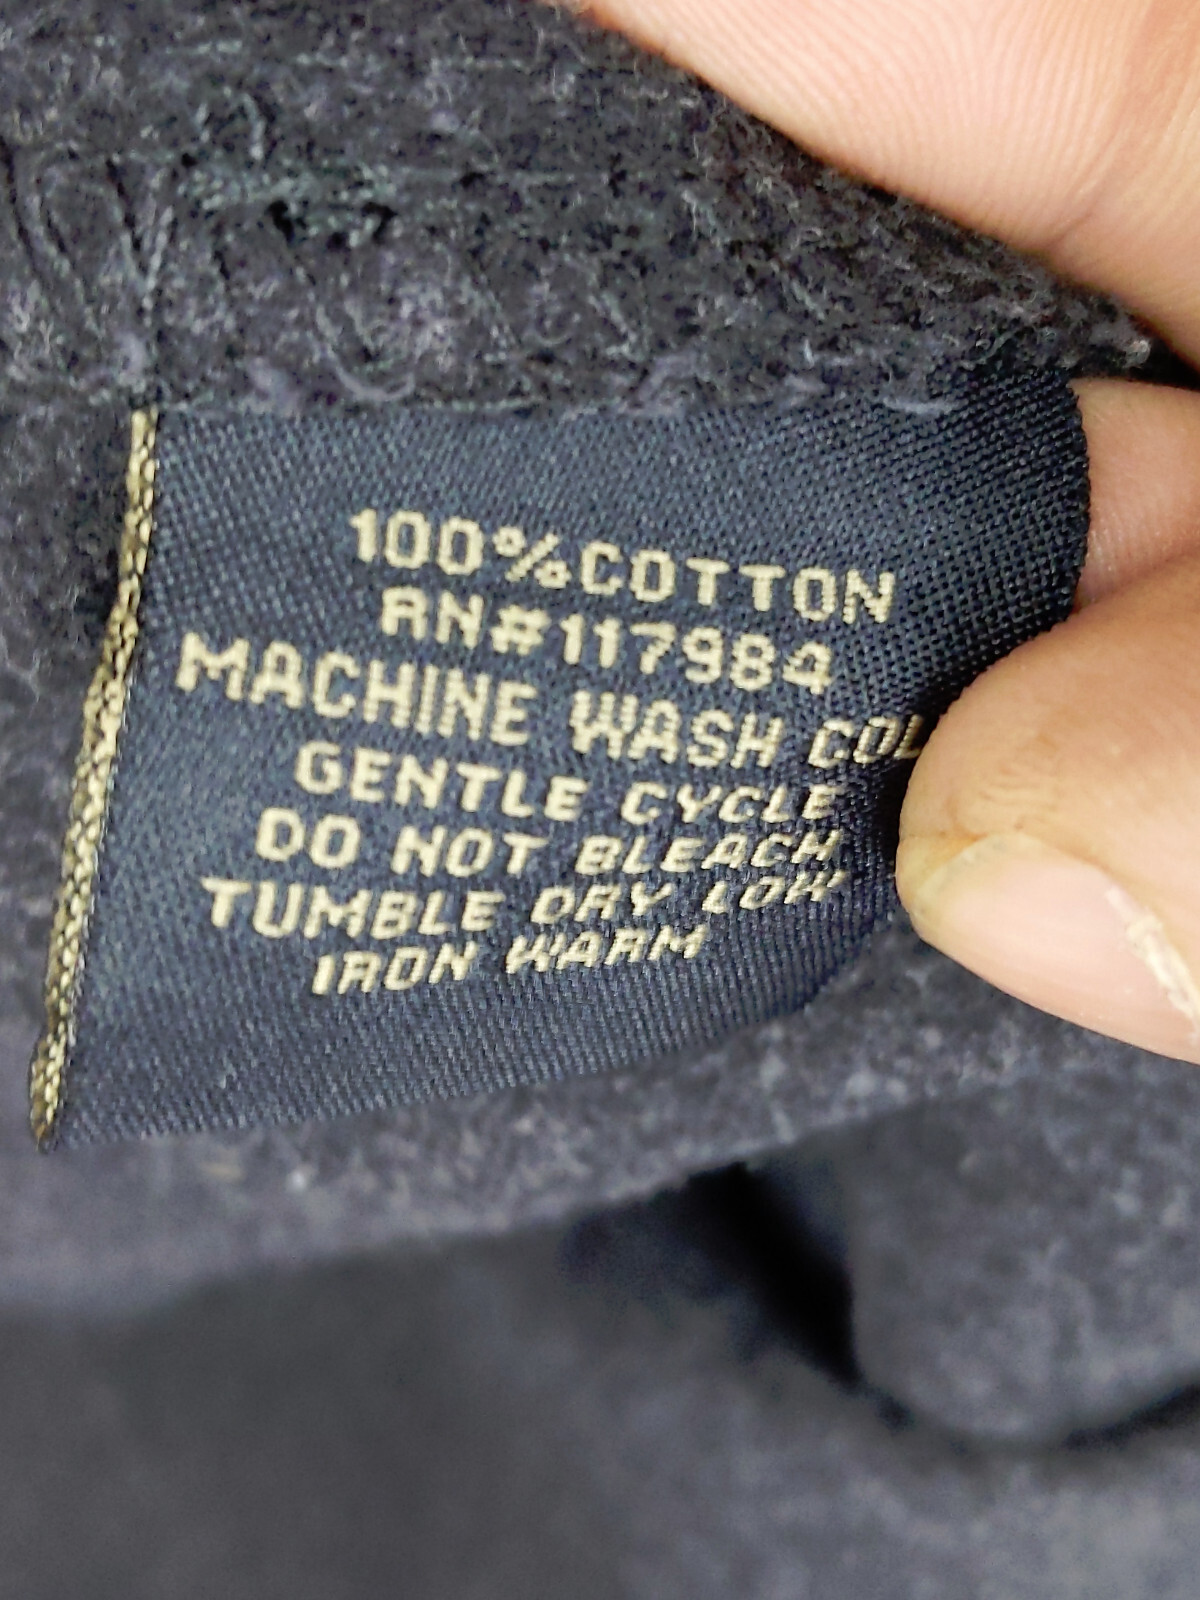 100%COTTON
RN#117984
MACHINE WASH COL
GENTLE CYCLE
DO NOT BLEACH
TUMBLE DRY LOW
IRON WARM